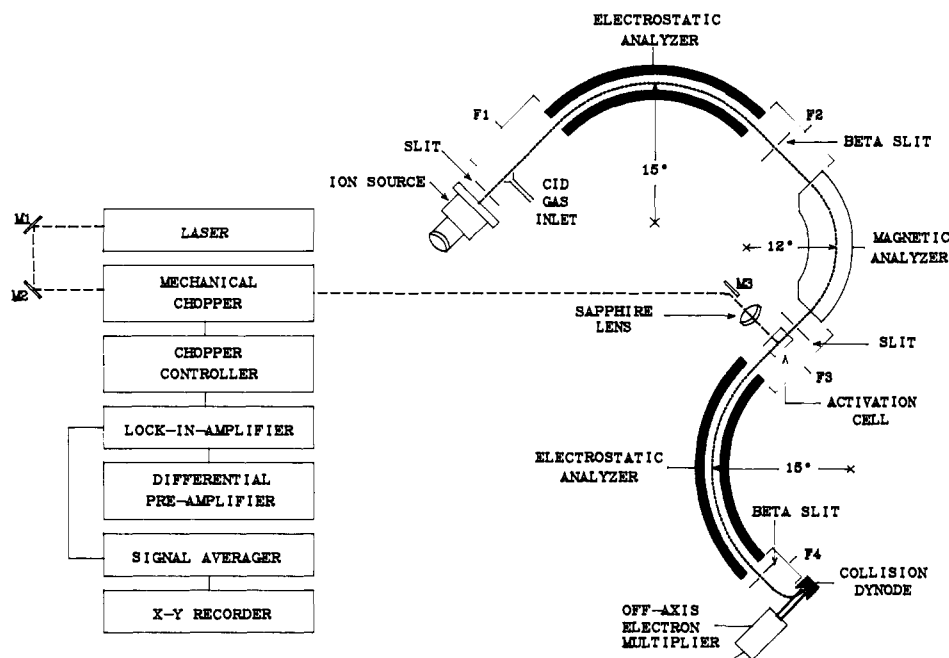 ELECTROSTATIC
ANALYZER
F1
F2
SLIT
BETA SLIT
ION SOURCE
CID
GAS
INLET
15°
M1
LASER
12°
MAGNETIC
ANALYZER
M2
MECHANICAL
CHOPPER
M3
SAPPHIRE
LENS
SLIT
CHOPPER
CONTROLLER
F3
ACTIVATION
CELL
LOCK-IN-AMPLIFIER
ELECTROSTATIC
ANALYZER
15°
DIFFERENTIAL
PRE-AMPLIFIER
BETA SLIT
SIGNAL AVERAGER
F4
COLLISION
DYNODE
X-Y RECORDER
OFF-AXIS
ELECTRON
MULTIPLIER